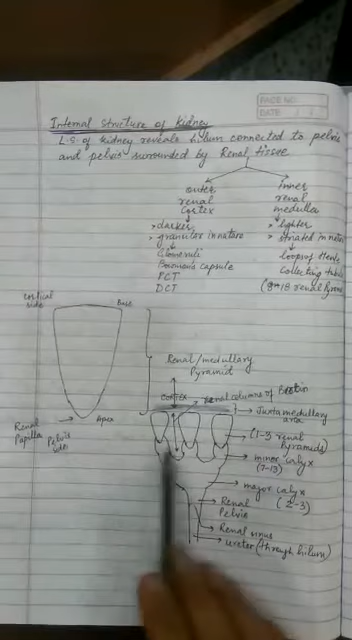 PAGE NO.
DATE
Internal structure of kidney
L.S. of kidney reveals hilum connected to pelvis
and pelvis surrounded by Renal tissue
outer
renal
cortex
> darker
> granular in nature
Glomeruli
Bowman's capsule
PCT
DCT
inner
renal
medulla
> lighter
> striated in nature
Loop of Henle
collecting tubule
(8-18 renal
cortical
side
Base
Renal/medullary
Pyramid
Renal
Papilla
Pelvis
side
Apex
cortex
Renal columns of
Juxtamedullary
area
(1-3 renal
Pyramids)
minor calyx
(7-13)
major calyx
(2-3)
Renal
Pelvis
Renal sinus
ureter (through hilum)